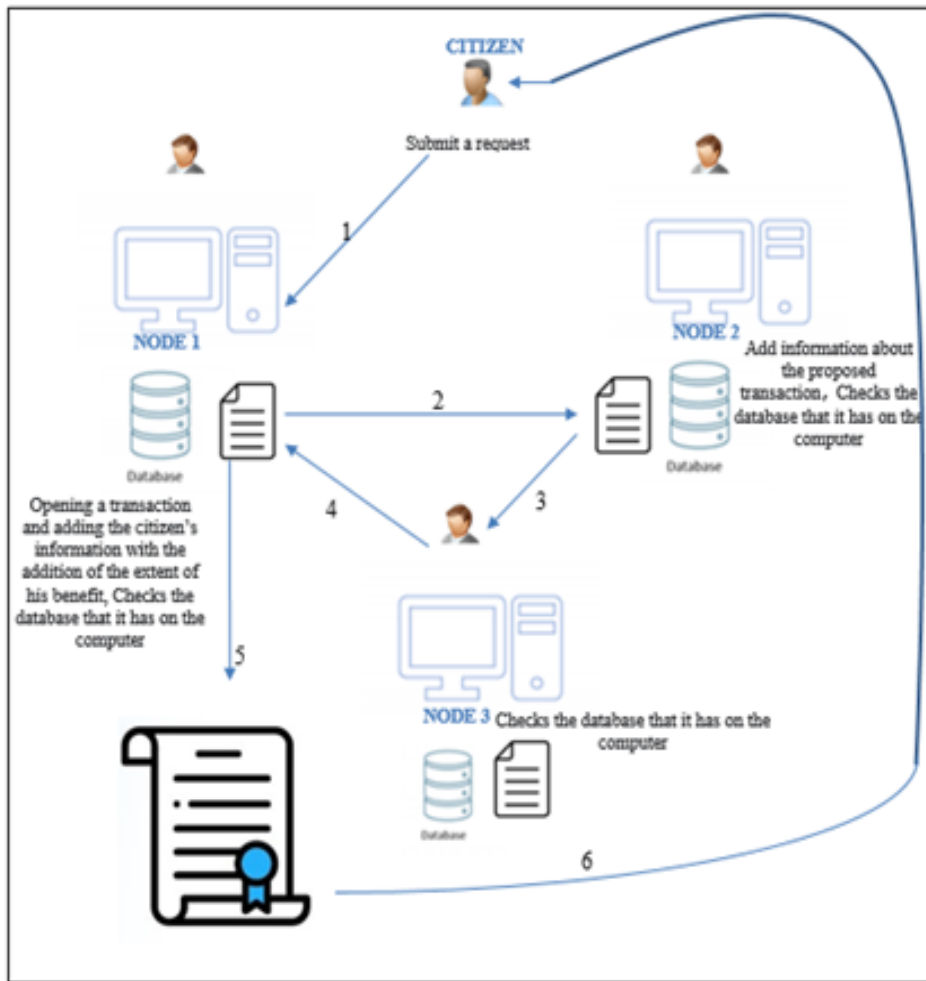 CITIZEN
Submit a request
1
NODE 1
NODE 2
Add information about
the proposed
transaction, Checks the
database that it has on the
computer
2
Database
Database
3
4
Opening a transaction
and adding the citizen's
information with the
addition of the extent of
his benefit, Checks the
database that it has on the
computer
5
NODE 3
Checks the database that it has on the
computer
Database
6